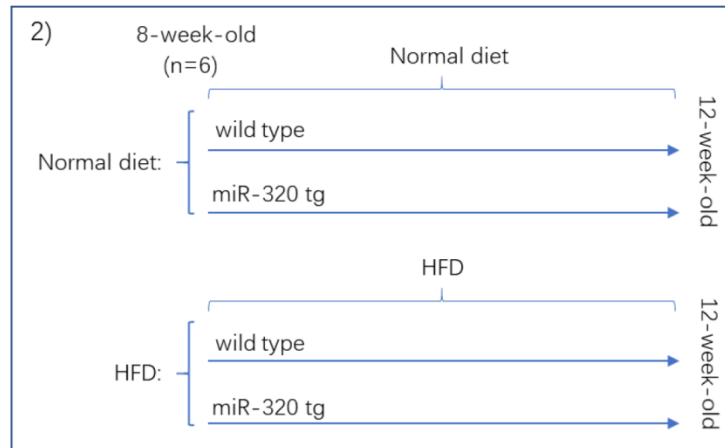 2)
8-week-old
(n=6)
Normal diet
Normal diet:
wild type
miR-320 tg
12-week-old
HFD
HFD:
wild type
miR-320 tg
12-week-old